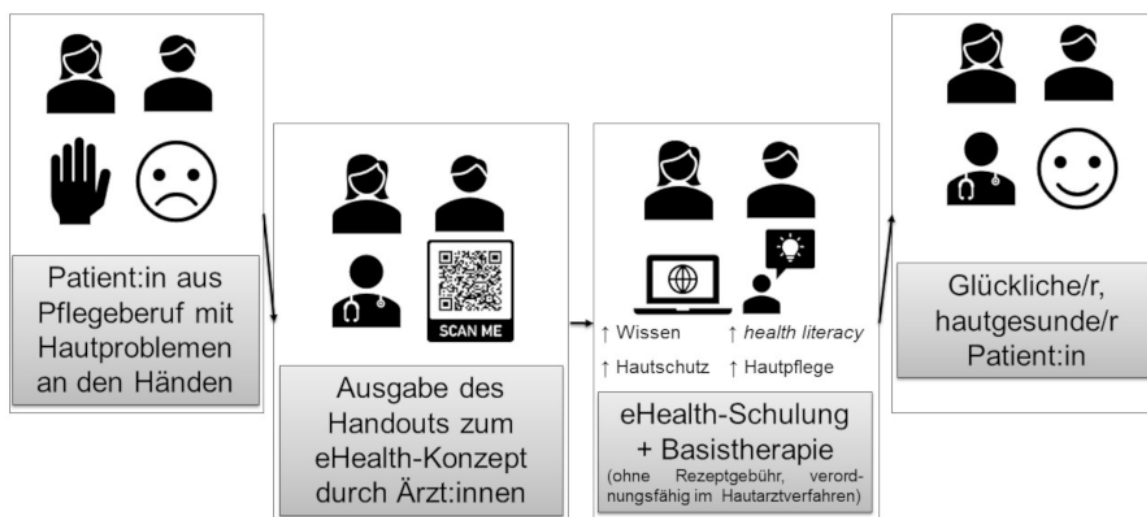 Patient:in aus
Pflegeberuf mit
Hautproblemen
an den Händen
SCAN ME
Ausgabe des
Handouts zum
eHealth-Konzept
durch Ärzt:innen
↑ Wissen ↑ health literacy
↑ Hautschutz ↑ Hautpflege
eHealth-Schulung
+ Basistherapie
(ohne Rezeptgebühr, verord-
nungsfähig im Hautarztverfahren)
Glückliche/r,
hautgesunde/r
Patient:in